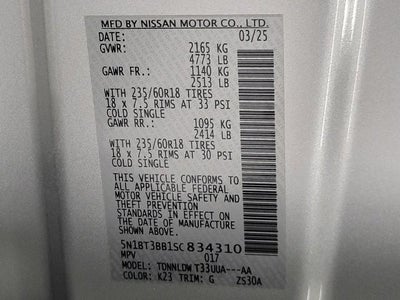 MFD BY NISSAN MOTOR CO., LTD.
DATE: 03/25
GVWR: 2165 KG
4773 LB
GAWR FR.: 1140 KG
2513 LB
WITH 235/60R18 TIRES
18 x 7.5 RIMS AT 33 PSI
COLD SINGLE
GAWR RR.: 1095 KG
2414 LB
WITH 235/60R18 TIRES
18 x 7.5 RIMS AT 30 PSI
COLD SINGLE
THIS VEHICLE CONFORMS TO
ALL APPLICABLE FEDERAL
MOTOR VEHICLE SAFETY AND
THEFT PREVENTION STANDARDS
IN EFFECT ON THE DATE OF
MANUFACTURE SHOWN ABOVE.
5N1BT3BB1SC834310
MPV 017
MODEL: TDNNLDW T33UUA---AA
COLOR: K23 TRIM: G ZS30A